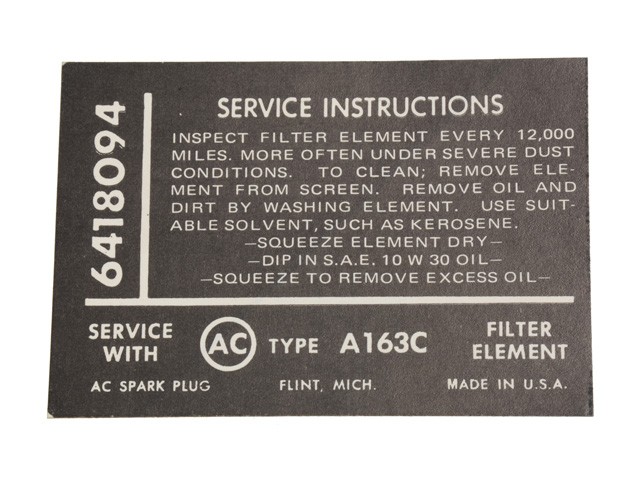 6418094
SERVICE INSTRUCTIONS
INSPECT FILTER ELEMENT EVERY 12,000
MILES. MORE OFTEN UNDER SEVERE DUST
CONDITIONS. TO CLEAN; REMOVE ELE-
MENT FROM SCREEN. REMOVE OIL AND
DIRT BY WASHING ELEMENT. USE SUIT-
ABLE SOLVENT, SUCH AS KEROSENE.
—SQUEEZE ELEMENT DRY—
—DIP IN S.A.E. 10 W 30 OIL—
—SQUEEZE TO REMOVE EXCESS OIL—
SERVICE
WITH
AC TYPE A163C
FILTER
ELEMENT
AC SPARK PLUG FLINT, MICH. MADE IN U.S.A.